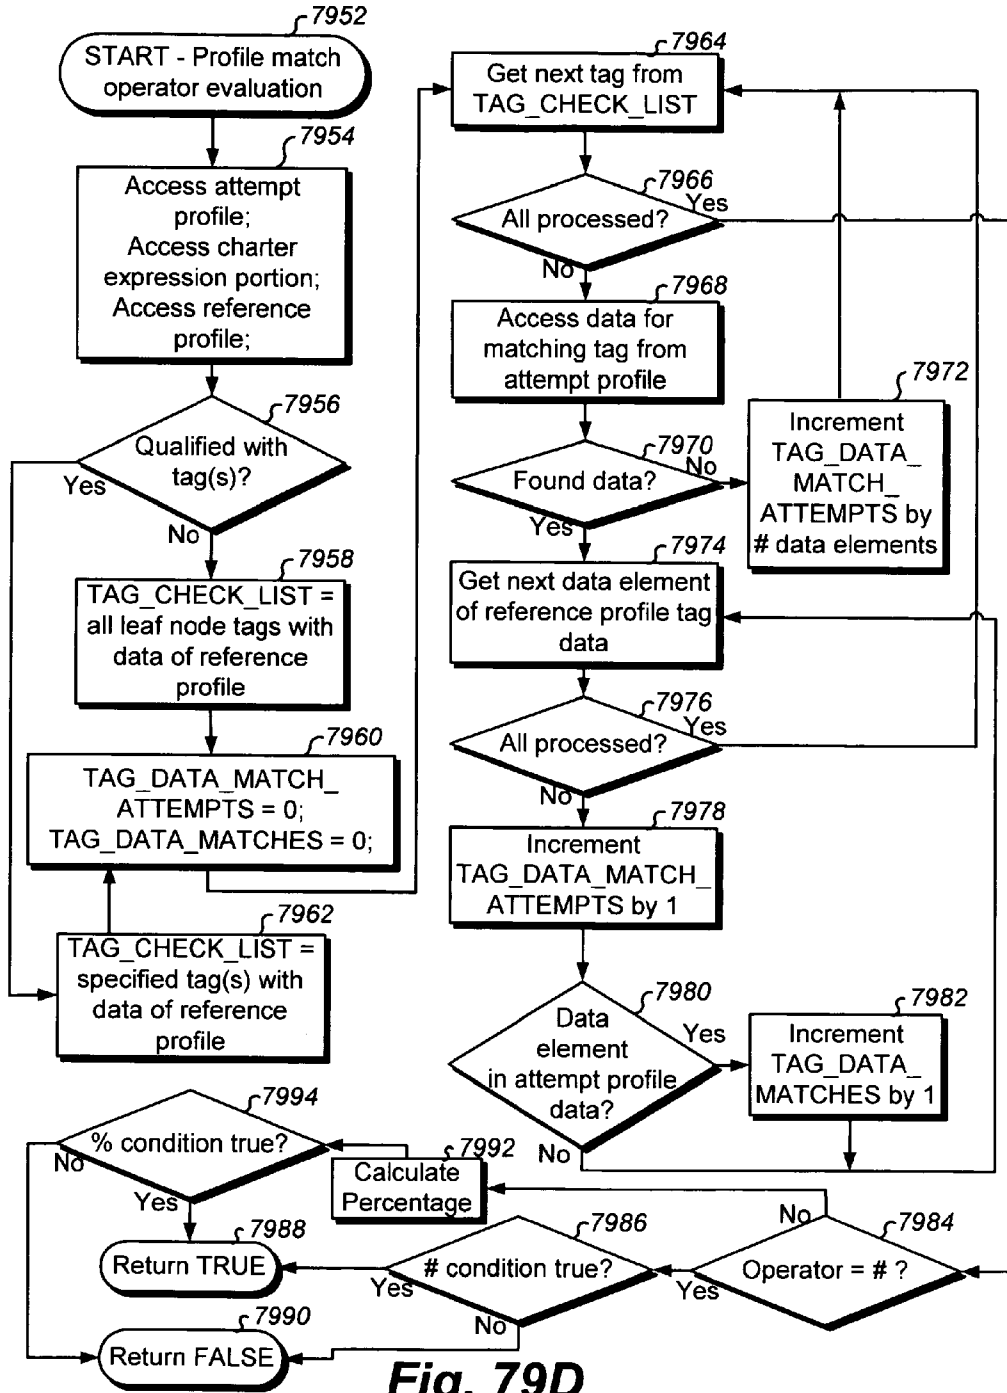 7952
START - Profile match
operator evaluation
7954
Access attempt
profile;
Access charter
expression portion;
Access reference
profile;
7956
Qualified with
tag(s)?
Yes
No
7958
TAG_CHECK_LIST =
all leaf node tags with
data of reference
profile
7960
TAG_DATA_MATCH_
ATTEMPTS = 0;
TAG_DATA_MATCHES = 0;
7962
TAG_CHECK_LIST =
specified tag(s) with
data of reference
profile
7964
Get next tag from
TAG_CHECK_LIST
7966
All processed?
Yes
No
7968
Access data for
matching tag from
attempt profile
7970
Found data?
No
Yes
7972
Increment
TAG_DATA_
MATCH_
ATTEMPTS by
# data elements
7974
Get next data element
of reference profile tag
data
7976
All processed?
Yes
No
7978
Increment
TAG_DATA_MATCH_
ATTEMPTS by 1
7980
Data
element
in attempt profile
data?
Yes
No
7982
Increment
TAG_DATA_
MATCHES by 1
7984
Operator = # ?
No
Yes
7986
# condition true?
Yes
No
7992
Calculate
Percentage
7994
% condition true?
No
Yes
7988
Return TRUE
7990
Return FALSE
Fig. 79D